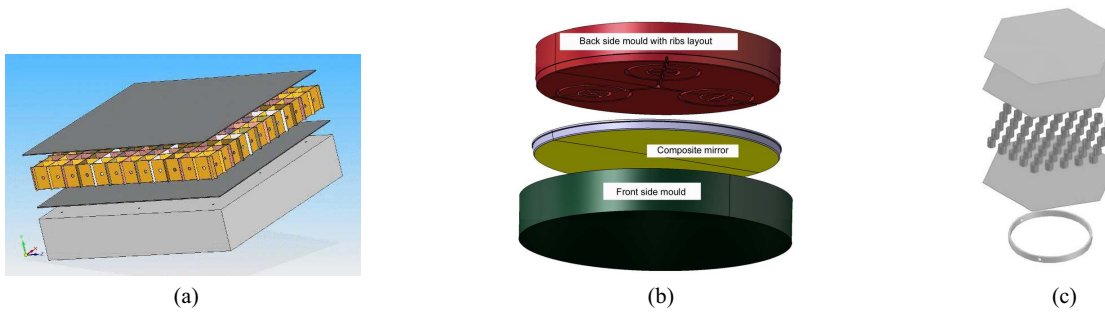 Back side mould with ribs layout
Composite mirror
Front side mould
(a)
(b)
(c)